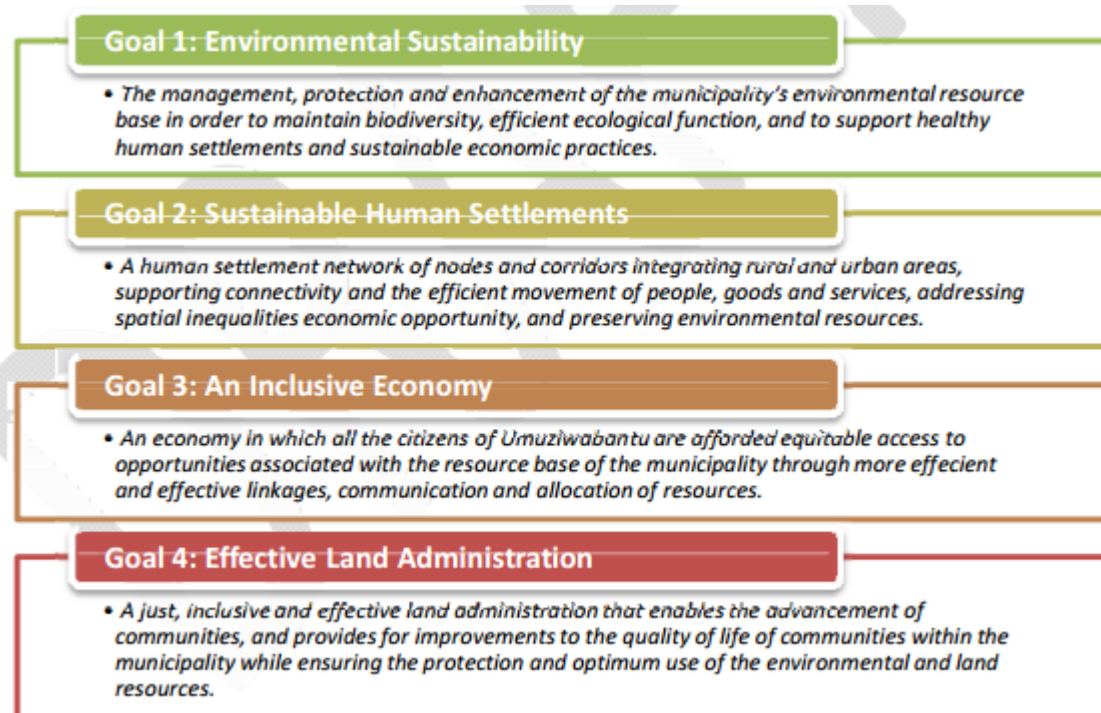 Goal 1: Environmental Sustainability
• The management, protection and enhancement of the municipality's environmental resource
base in order to maintain biodiversity, efficient ecological function, and to support healthy
human settlements and sustainable economic practices.
Goal 2: Sustainable Human Settlements
• A human settlement network of nodes and corridors integrating rural and urban areas,
supporting connectivity and the efficient movement of people, goods and services, addressing
spatial inequalities economic opportunity, and preserving environmental resources.
Goal 3: An Inclusive Economy
• An economy in which all the citizens of Umuziwabantu are afforded equitable access to
opportunities associated with the resource base of the municipality through more effecient
and effective linkages, communication and allocation of resources.
Goal 4: Effective Land Administration
• A just, inclusive and effective land administration that enables the advancement of
communities, and provides for improvements to the quality of life of communities within the
municipality while ensuring the protection and optimum use of the environmental and land
resources.